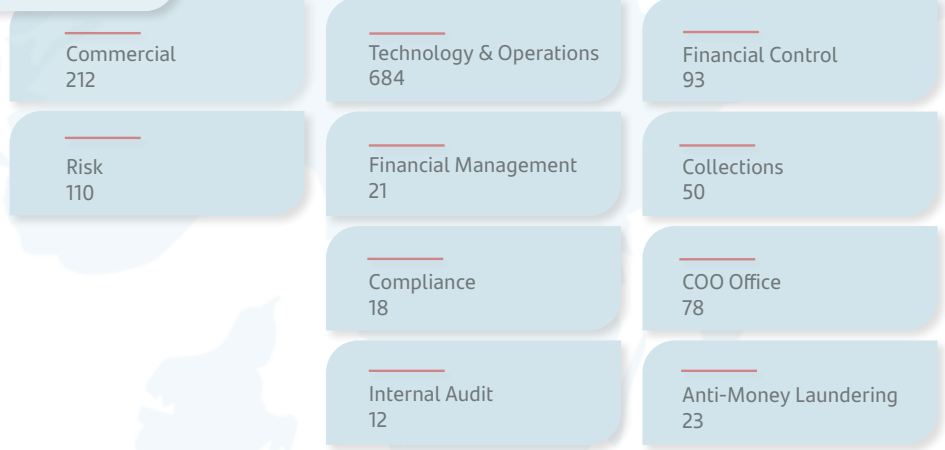 Commercial
212
Technology & Operations
684
Financial Control
93
Risk
110
Financial Management
21
Collections
50
Compliance
18
COO Office
78
Internal Audit
12
Anti-Money Laundering
23